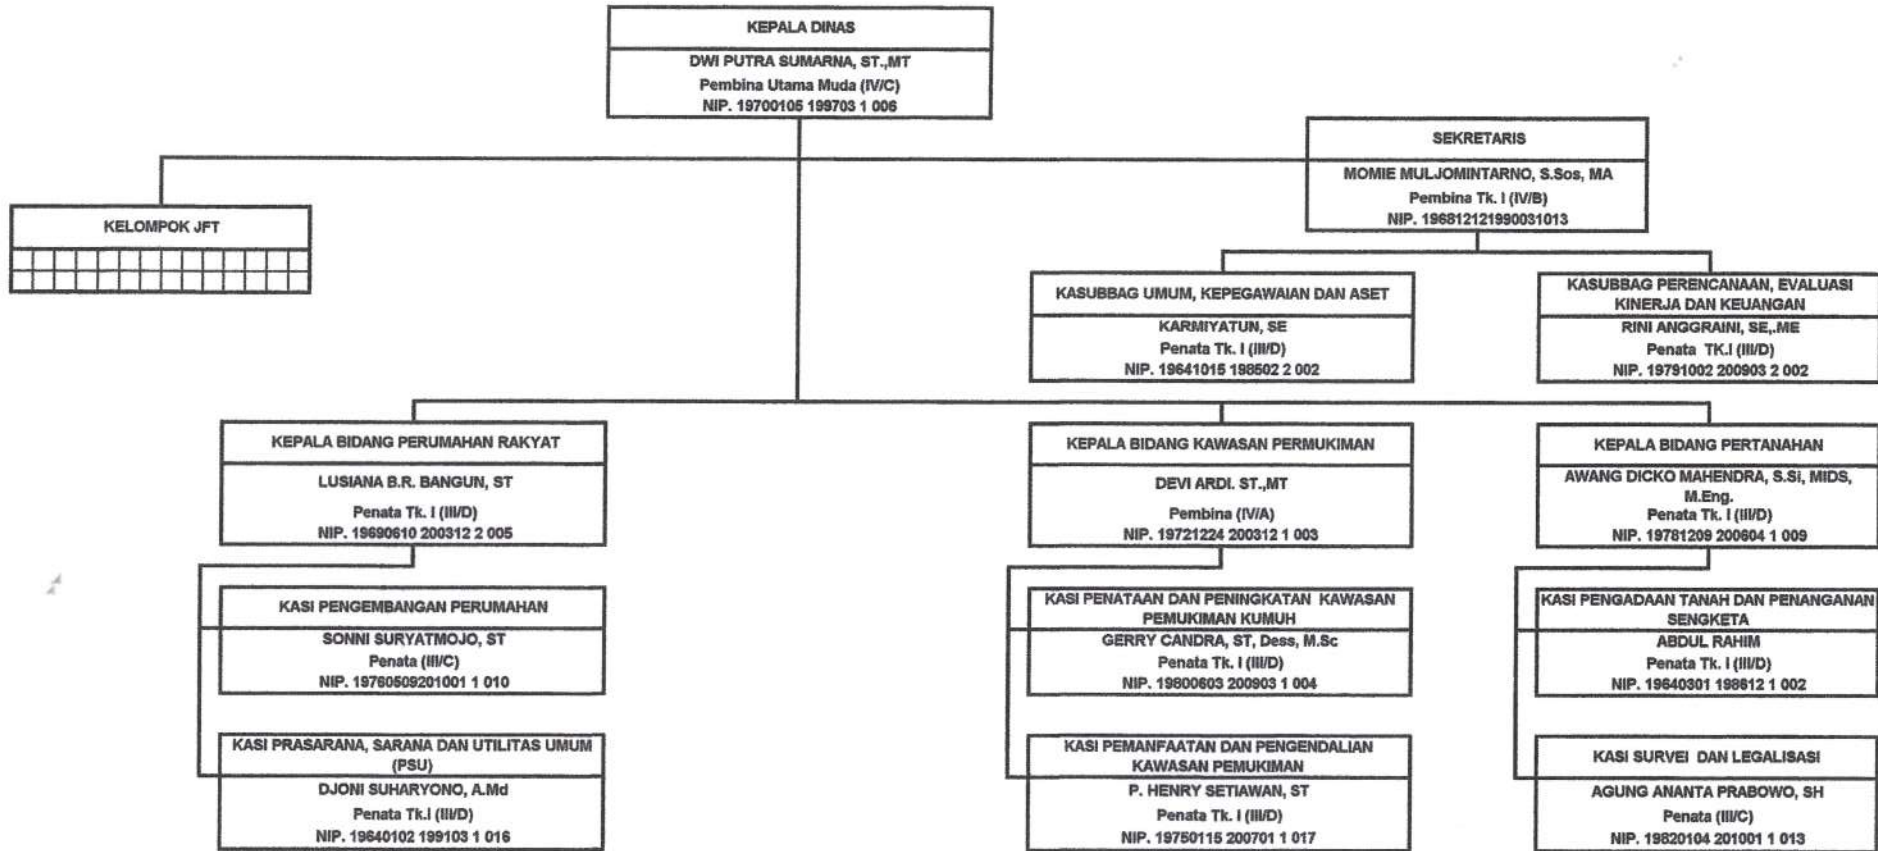 KEPALA DINAS
DWI PUTRA SUMARNA, ST.,MT
Pembina Utama Muda (IV/C)
NIP. 19700105 199703 1 006
SEKRETARIS
MOMIE MULJOMINTARNO, S.Sos, MA
Pembina Tk. I (IV/B)
NIP. 196812121990031013
KELOMPOK JFT
KASUBBAG UMUM, KEPEGAWAIAN DAN ASET
KARMIYATUN, SE
Penata Tk. I (III/D)
NIP. 19641015 198502 2 002
KASUBBAG PERENCANAAN, EVALUASI
KINERJA DAN KEUANGAN
RINI ANGGRAINI, SE,.ME
Penata TK.I (III/D)
NIP. 19791002 200903 2 002
KEPALA BIDANG PERUMAHAN RAKYAT
LUSIANA B.R. BANGUN, ST
Penata Tk. I (III/D)
NIP. 19690610 200312 2 005
KEPALA BIDANG KAWASAN PERMUKIMAN
DEVI ARDI. ST.,MT
Pembina (IV/A)
NIP. 19721224 200312 1 003
KEPALA BIDANG PERTANAHAN
AWANG DICKO MAHENDRA, S.Si, MIDS,
M.Eng.
Penata Tk. I (III/D)
NIP. 19781209 200604 1 009
KASI PENGEMBANGAN PERUMAHAN
SONNI SURYATMOJO, ST
Penata (III/C)
NIP. 19760509201001 1 010
KASI PENATAAN DAN PENINGKATAN KAWASAN
PEMUKIMAN KUMUH
GERRY CANDRA, ST, Dess, M.Sc
Penata Tk. I (III/D)
NIP. 19800603 200903 1 004
KASI PENGADAAN TANAH DAN PENANGANAN
SENGKETA
ABDUL RAHIM
Penata Tk. I (III/D)
NIP. 19640301 198612 1 002
KASI PRASARANA, SARANA DAN UTILITAS UMUM
(PSU)
DJONI SUHARYONO, A.Md
Penata Tk.I (III/D)
NIP. 19640102 199103 1 016
KASI PEMANFAATAN DAN PENGENDALIAN
KAWASAN PEMUKIMAN
P. HENRY SETIAWAN, ST
Penata Tk. I (III/D)
NIP. 19750115 200701 1 017
KASI SURVEI DAN LEGALISASI
AGUNG ANANTA PRABOWO, SH
Penata (III/C)
NIP. 19820104 201001 1 013